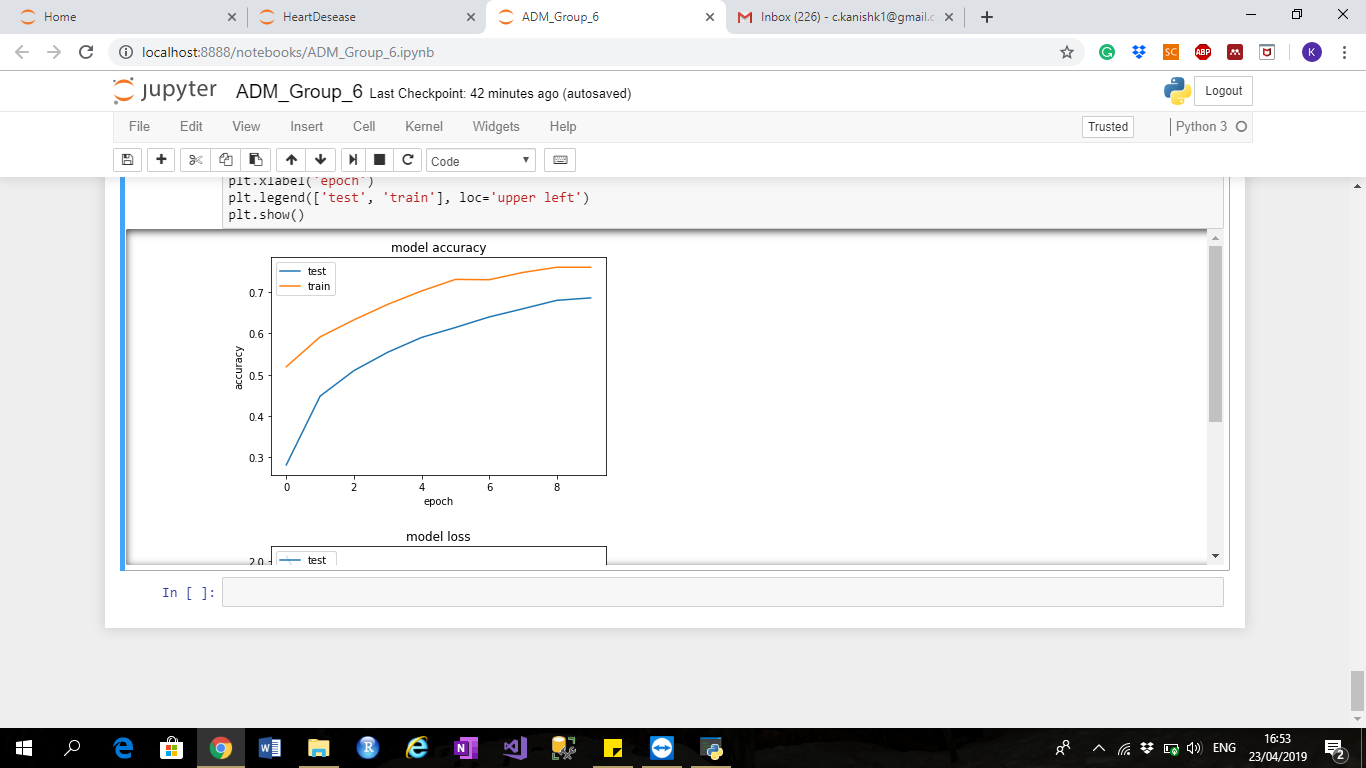 Home
HeartDesease
ADM_Group_6
Inbox (226) - c.kanishk1@gmail.c
localhost:8888/notebooks/ADM_Group_6.ipynb
SC
ABP
K
jupyter ADM_Group_6 Last Checkpoint: 42 minutes ago (autosaved)
Logout
File Edit View Insert Cell Kernel Widgets Help
Trusted
Python 3
Code
plt.xlabel('epoch')
plt.legend(['test', 'train'], loc='upper left')
plt.show()
model accuracy
test
train
0.7
0.6
0.5
0.4
0.3
accuracy
0 2 4 6 8
epoch
model loss
2.0
test
In [ ]:
ENG
16:53
23/04/2019
2